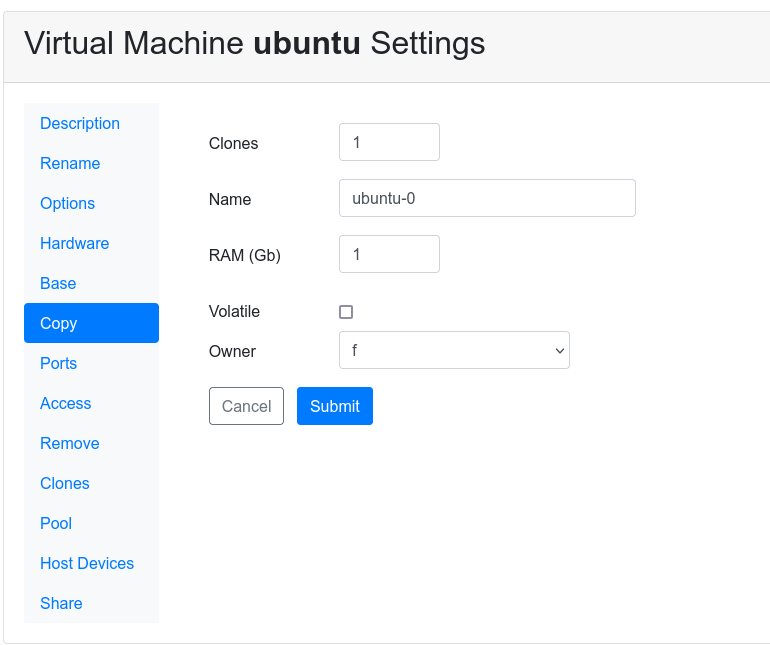 Virtual Machine ubuntu Settings
Description
Rename
Options
Hardware
Base
Copy
Ports
Access
Remove
Clones
Pool
Host Devices
Share
Clones 1
Name ubuntu-0
RAM (Gb) 1
Volatile
Owner f
Cancel Submit